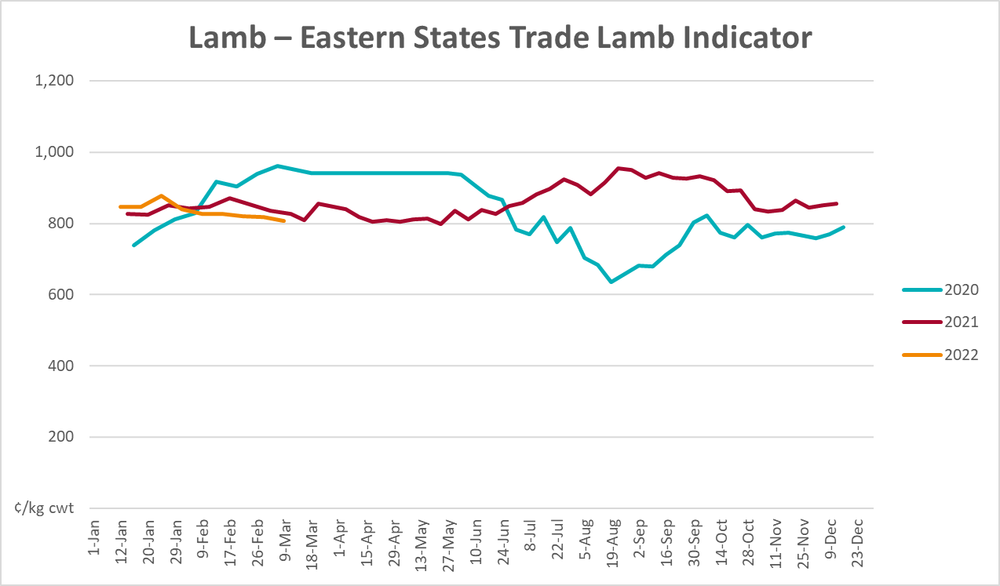 Lamb – Eastern States Trade Lamb Indicator
1,200
1,000
800
600
400
200
¢/kg cwt
1-Jan
12-Jan
20-Jan
29-Jan
9-Feb
17-Feb
26-Feb
9-Mar
18-Mar
1-Apr
15-Apr
29-Apr
13-May
27-May
10-Jun
24-Jun
8-Jul
22-Jul
5-Aug
19-Aug
2-Sep
16-Sep
30-Sep
14-Oct
28-Oct
11-Nov
25-Nov
9-Dec
23-Dec
2020
2021
2022